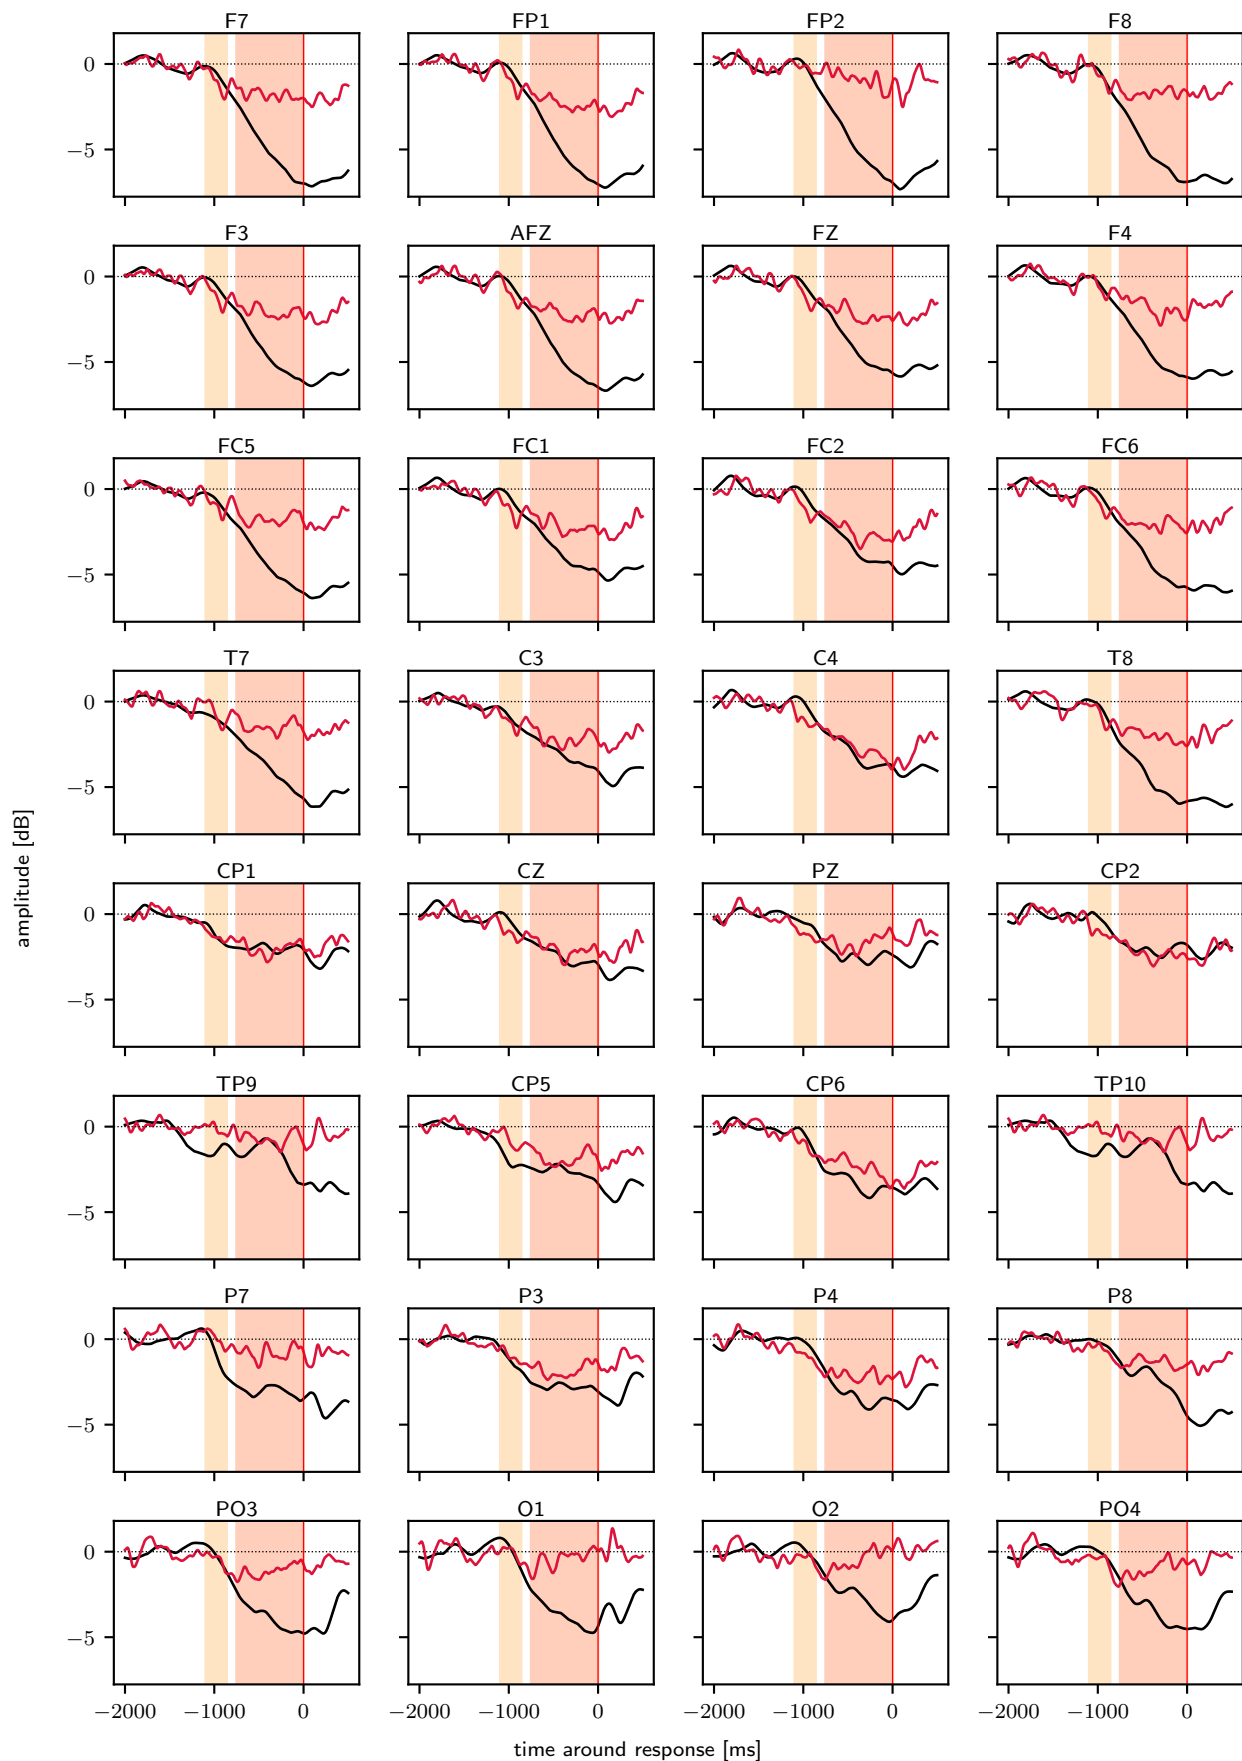 F7 FP1 FP2 F8
0
−5
F3 AFZ FZ F4
0
−5
FC5 FC1 FC2 FC6
0
−5
T7 C3 C4 T8
0
−5
amplitude [dB]
CP1 CZ PZ CP2
0
−5
TP9 CP5 CP6 TP10
0
−5
P7 P3 P4 P8
0
−5
PO3 O1 O2 PO4
0
−5
−2000 −1000 0 −2000 −1000 0 −2000 −1000 0 −2000 −1000 0
time around response [ms]